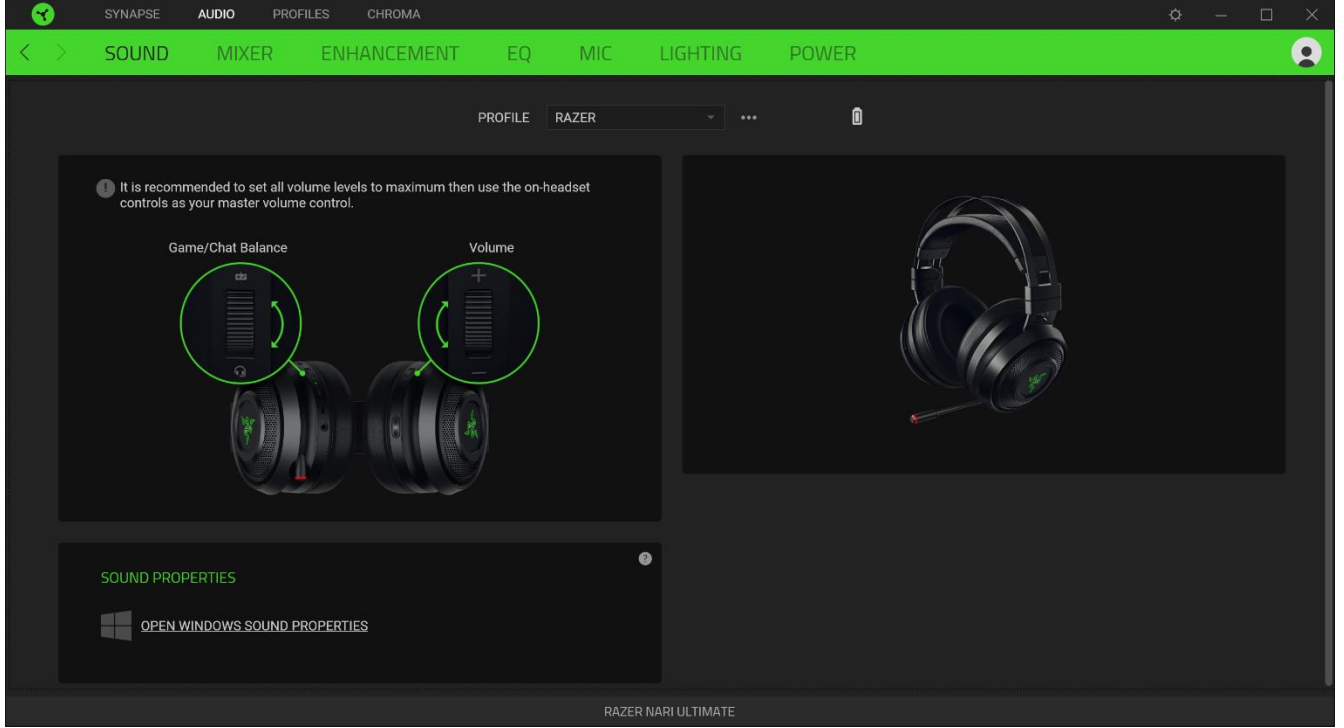 SYNAPSE AUDIO PROFILES CHROMA
SOUND MIXER ENHANCEMENT EQ MIC LIGHTING POWER
PROFILE RAZER
It is recommended to set all volume levels to maximum then use the on-headset
controls as your master volume control.
Game/Chat Balance Volume
SOUND PROPERTIES
OPEN WINDOWS SOUND PROPERTIES
RAZER NARI ULTIMATE